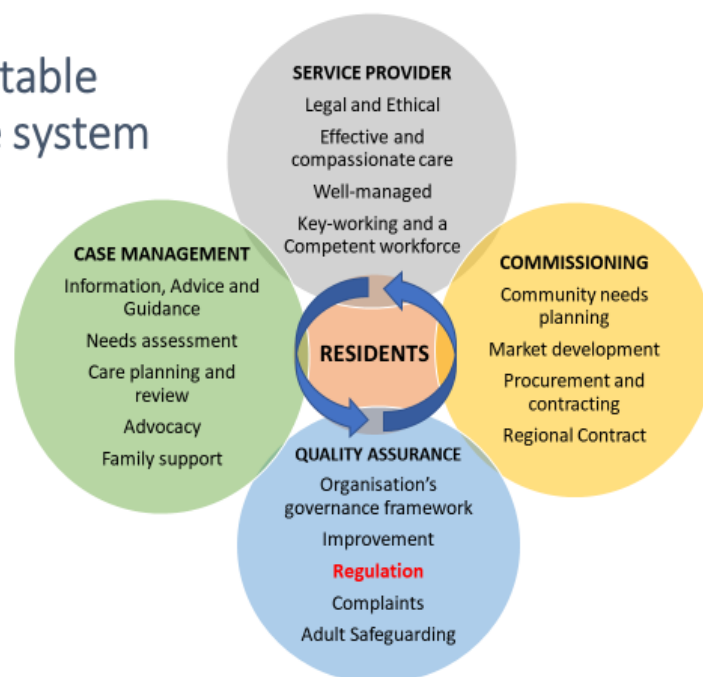 table
e system
SERVICE PROVIDER
Legal and Ethical
Effective and
compassionate care
Well-managed
Key-working and a
Competent workforce
CASE MANAGEMENT
Information, Advice and
Guidance
Needs assessment
Care planning and
review
Advocacy
Family support
COMMISSIONING
Community needs
planning
Market development
Procurement and
contracting
Regional Contract
RESIDENTS
QUALITY ASSURANCE
Organisation's
governance framework
Improvement
Regulation
Complaints
Adult Safeguarding